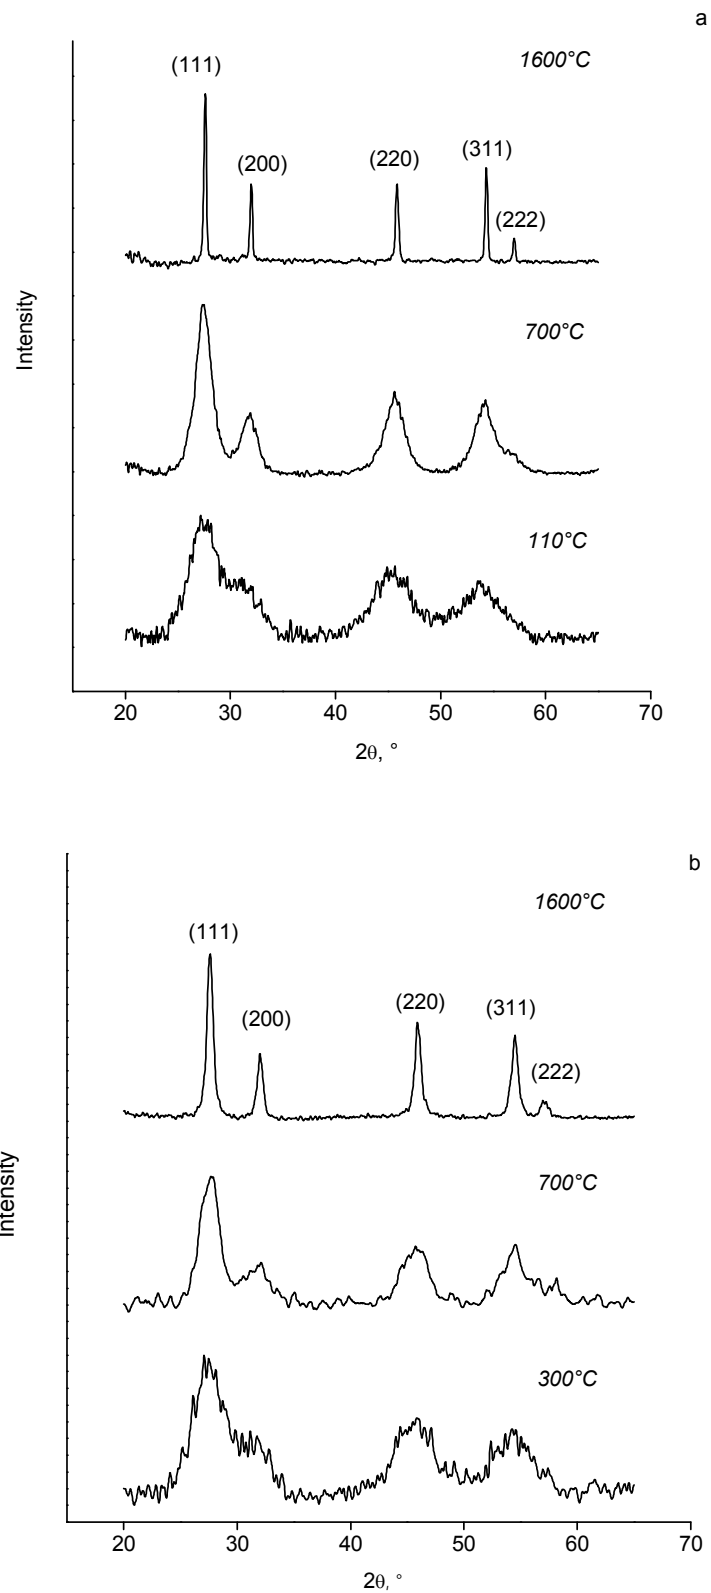 a
1600°C
(111)
(311)
(220)
(200)
(222)
Intensity
700°C
110°C
20 30 40 50 60 70
2θ, °
b
1600°C
(111)
(220)
(311)
(200)
(222)
Intensity
700°C
300°C
20 30 40 50 60 70
2θ, °